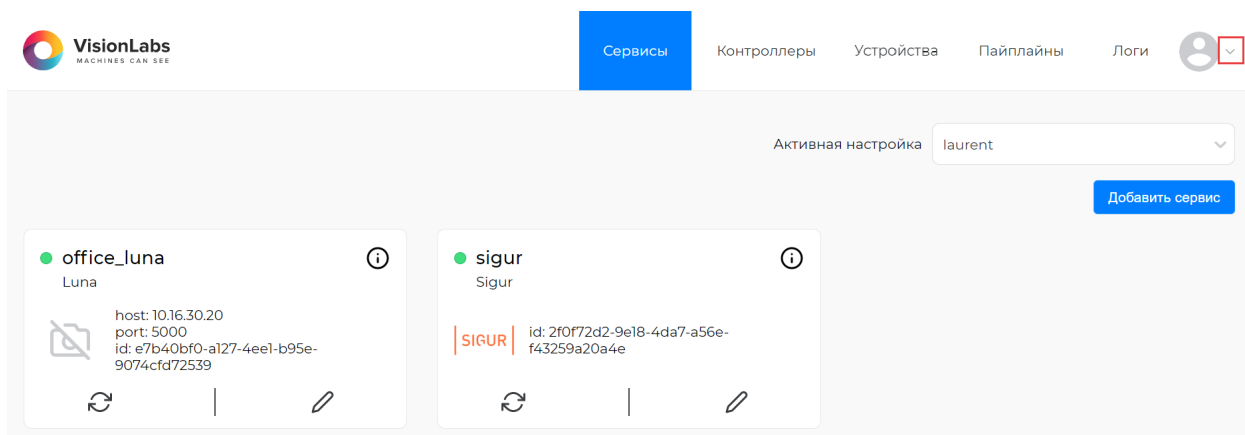 VisionLabs
MACHINES CAN SEE
Сервисы
Контроллеры
Устройства
Пайплайны
Логи
Активная настройка
laurent
Добавить сервис
office_luna
Luna
host: 10.16.30.20
port: 5000
id: e7b40bf0-a127-4ee1-b95e-
9074cfd72539
sigur
Sigur
SIGUR
id: 2f0f72d2-9e18-4da7-a56e-
f43259a20a4e